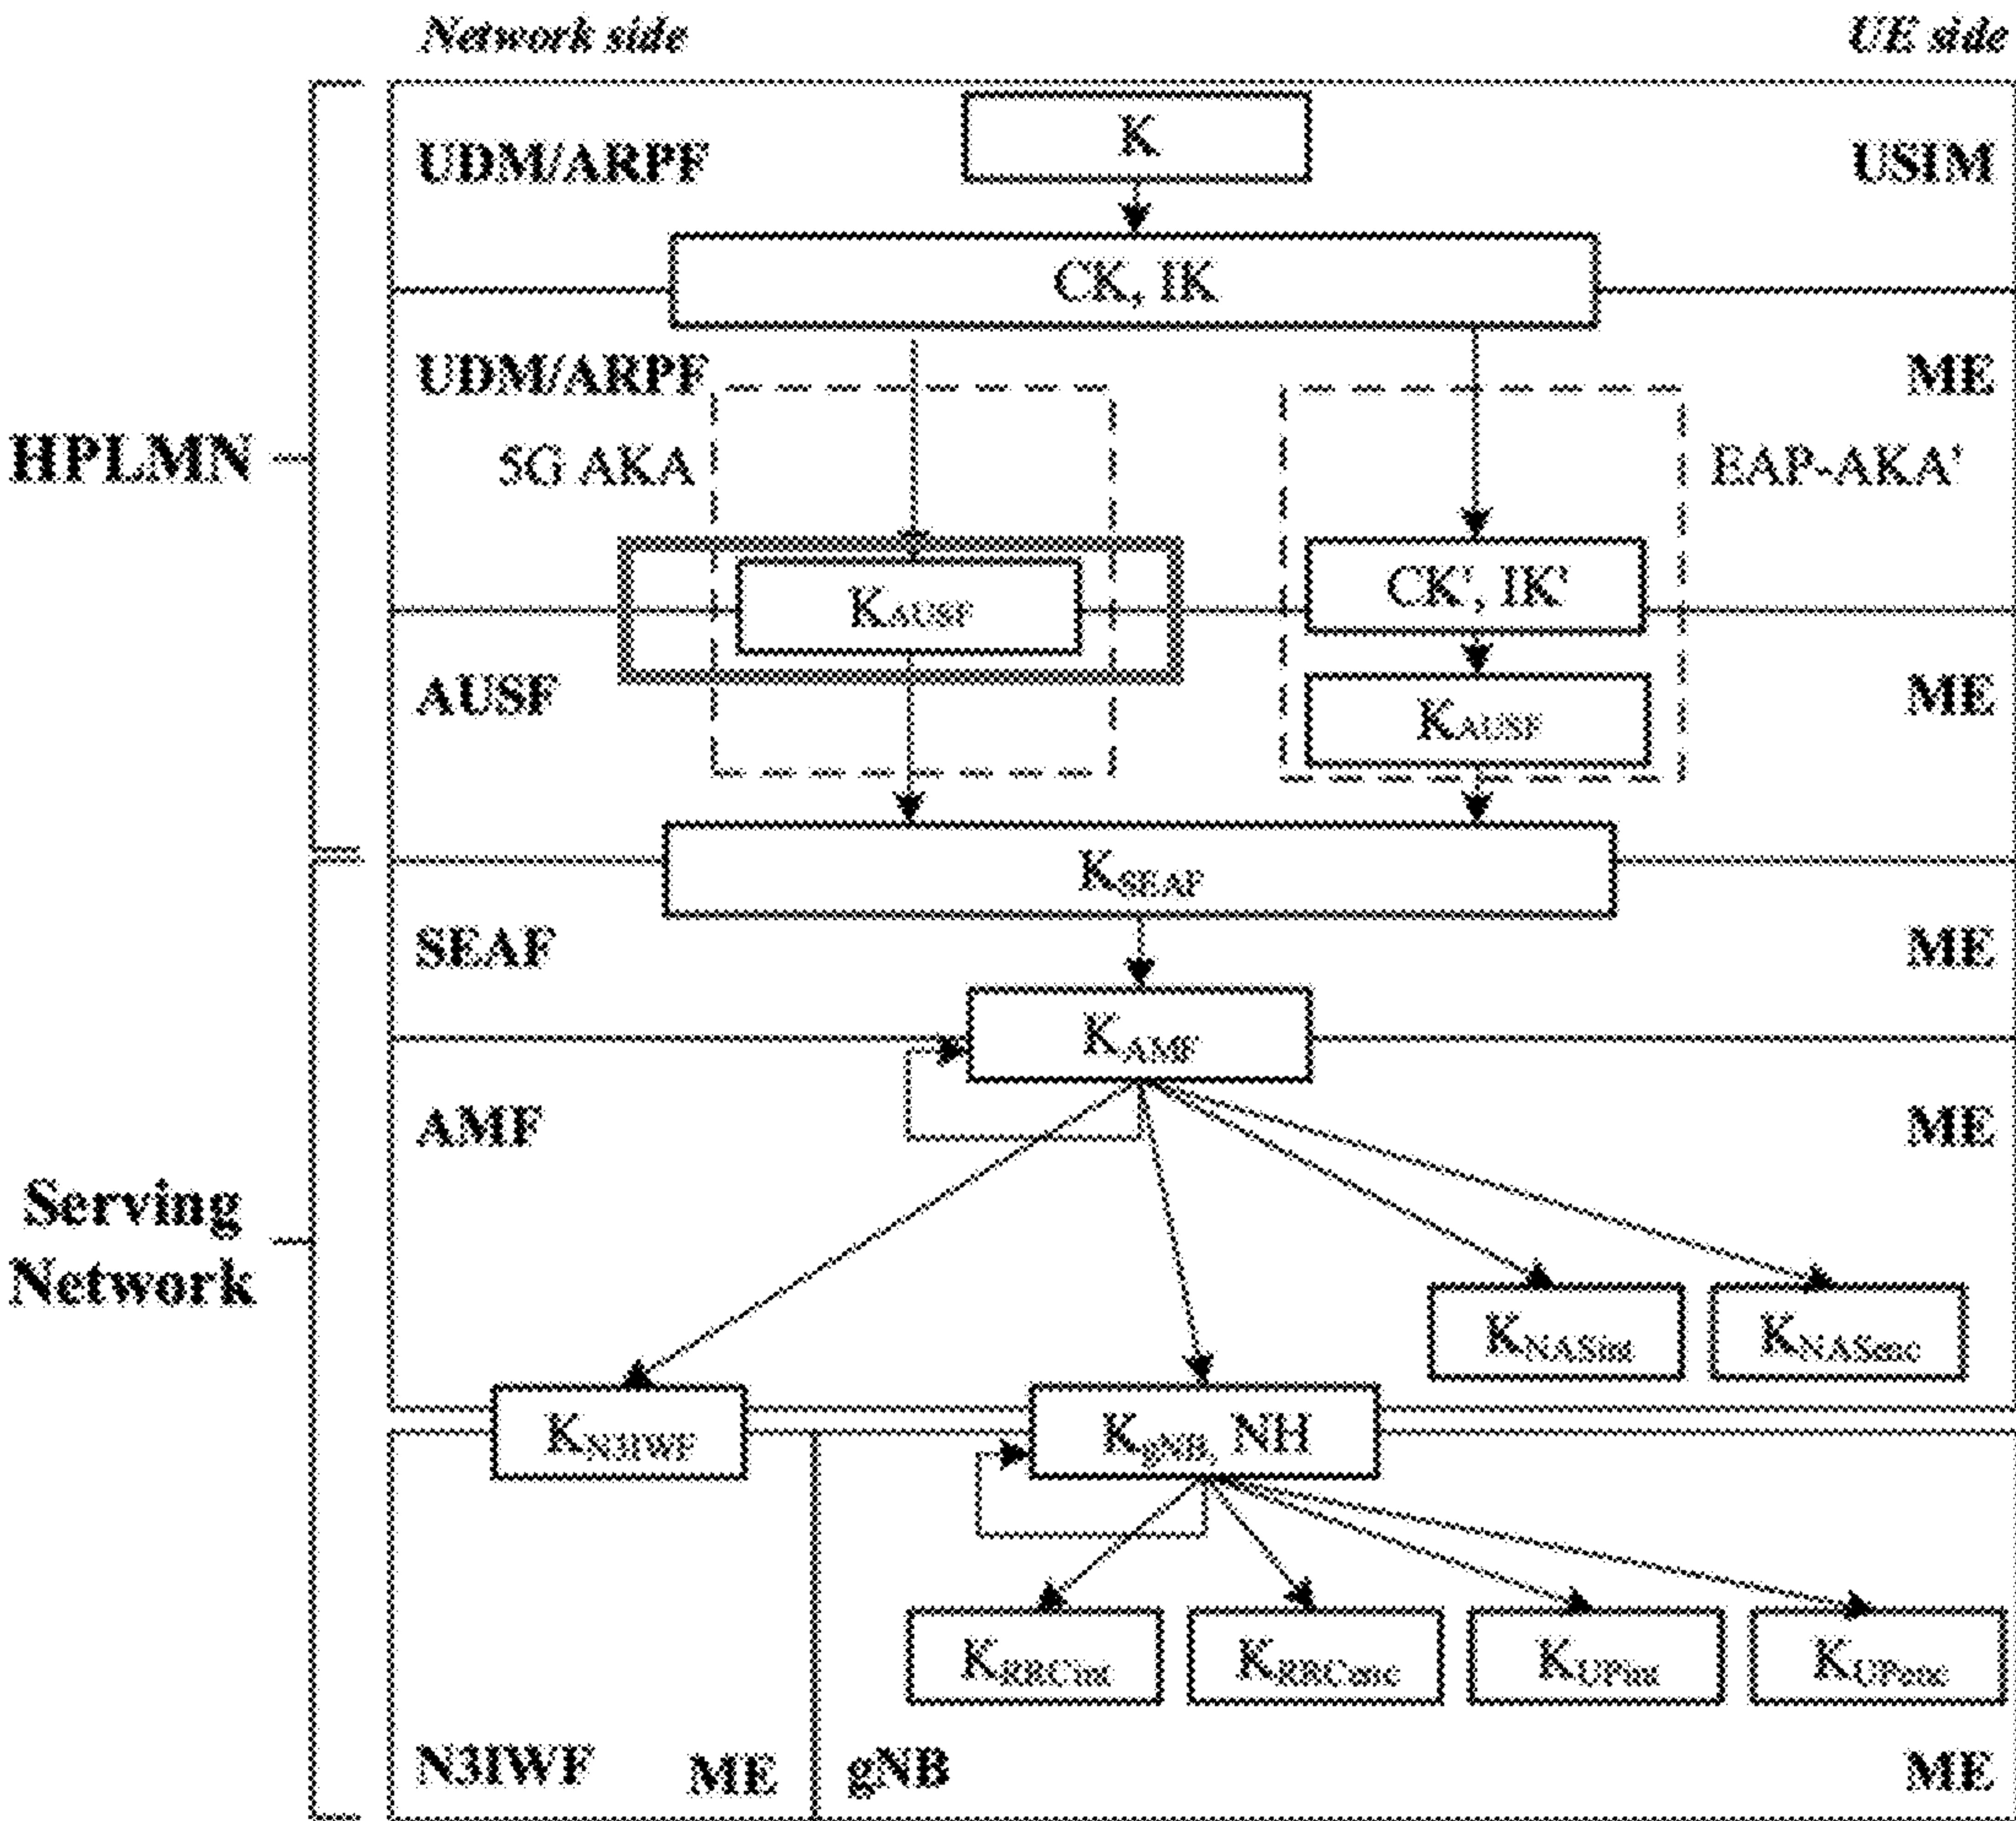 Network side
UE side
K
UDM/ARPF
USIM
CK, IK
UDM/ARPF
ME
HPLMN
5G AKA
EAP-AKA'
KAUSF
CK', IK'
AUSF
ME
KAUSF
KSEAF
SEAF
ME
KAMF
AMF
ME
Serving
Network
KNASint
KNASenc
KN3IWF
KgNB, NH
KRRCint
KRRCenc
KUPint
KUPenc
N3IWF
ME
gNB
ME